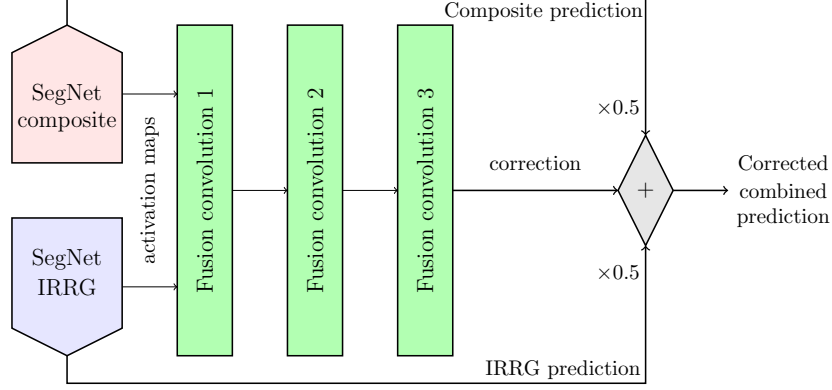 Composite prediction
SegNet
composite
activation maps
SegNet
IRRG
Fusion convolution 1
Fusion convolution 2
Fusion convolution 3
correction
×0.5
+
×0.5
Corrected
combined
prediction
IRRG prediction